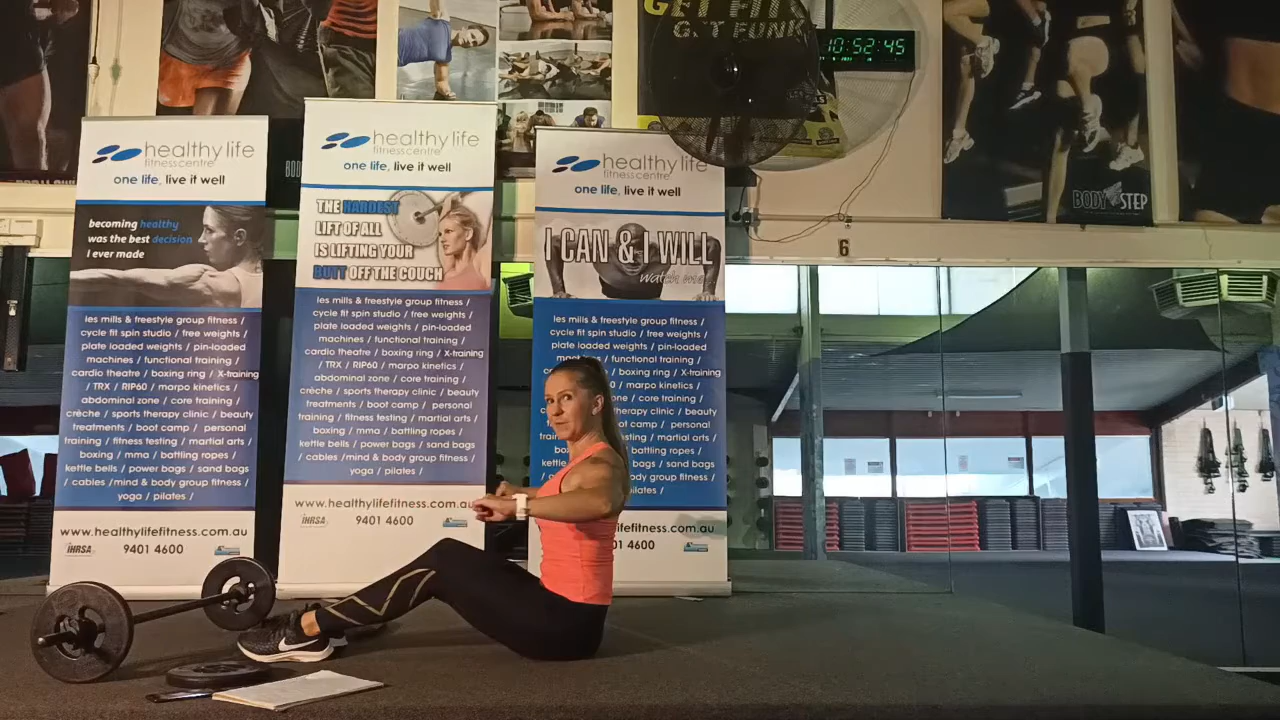 GET FIT
GET FUNK
10:52:45
BODYSTEP
6
healthy life
fitnesscentre
one life, live it well
becoming healthy
was the best decision
I ever made
les mills & freestyle group fitness /
cycle fit spin studio / free weights /
plate loaded weights / pin-loaded
machines / functional training /
cardio theatre / boxing ring / X-training
/ TRX / RIP60 / marpo kinetics /
abdominal zone / core training /
crèche / sports therapy clinic / beauty
treatments / boot camp / personal
training / fitness testing / martial arts /
boxing / mma / battling ropes /
kettle bells / power bags / sand bags
/ cables /mind & body group fitness /
yoga / pilates /
www.healthylifefitness.com.au
iHRSA 9401 4600
healthy life
fitnesscentre
one life, live it well
THE HARDEST
LIFT OF ALL
IS LIFTING YOUR
BUTT OFF THE COUCH
les mills & freestyle group fitness /
cycle fit spin studio / free weights /
plate loaded weights / pin-loaded
machines / functional training /
cardio theatre / boxing ring / X-training
/ TRX / RIP60 / marpo kinetics /
abdominal zone / core training /
crèche / sports therapy clinic / beauty
treatments / boot camp / personal
training / fitness testing / martial arts /
boxing / mma / battling ropes /
kettle bells / power bags / sand bags
/ cables /mind & body group fitness /
yoga / pilates /
www.healthylifefitness.com.au
iHRSA 9401 4600
healthy life
fitnesscentre
one life, live it well
I CAN & I WILL
watch me
les mills & freestyle group fitness /
cycle fit spin studio / free weights /
plate loaded weights / pin-loaded
/ functional training /
boxing ring / X-training
/ marpo kinetics /
/ core training /
therapy clinic / beauty
camp / personal
testing / martial arts /
battling ropes /
bags / sand bags
body group fitness /
pilates /
lifefitness.com.au
4600